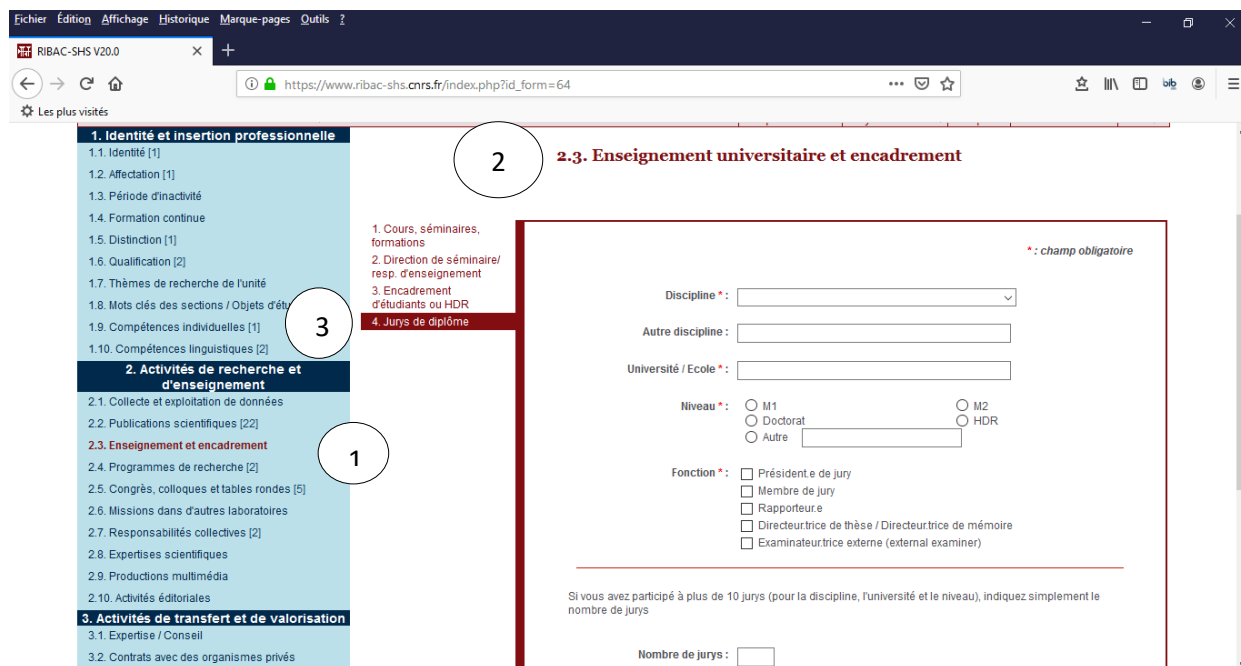 Fichier Édition Affichage Historique Marque-pages Outils ?
RIBAC-SHS V20.0
https://www.ribac-shs.cnrs.fr/index.php?id_form=64
Les plus visités
1. Identité et insertion professionnelle
1.1. Identité [1]
1.2. Affectation [1]
1.3. Période d'inactivité
1.4. Formation continue
1.5. Distinction [1]
1.6. Qualification [2]
1.7. Thèmes de recherche de l'unité
1.8. Mots clés des sections / Objets
1.9. Compétences individuelles [1]
1.10. Compétences linguistiques [2]
2. Activités de recherche et
d'enseignement
2.1. Collecte et exploitation de données
2.2. Publications scientifiques [22]
2.3. Enseignement et encadrement
2.4. Programmes de recherche [2]
2.5. Congrès, colloques et tables rondes [5]
2.6. Missions dans d'autres laboratoires
2.7. Responsabilités collectives [2]
2.8. Expertises scientifiques
2.9. Productions multimédia
2.10. Activités éditoriales
3. Activités de transfert et de valorisation
3.1. Expertise / Conseil
3.2. Contrats avec des organismes privés
1
2
3
2.3. Enseignement universitaire et encadrement
1. Cours, séminaires,
formations
2. Direction de séminaire/
resp. d'enseignement
3. Encadrement
d'étudiants ou HDR
4. Jurys de diplôme
* : champ obligatoire
Discipline * :
Autre discipline :
Université / Ecole * :
Niveau * : M1 M2
Doctorat HDR
Autre
Fonction * : Président.e de jury
Membre de jury
Rapporteur.e
Directeur.trice de thèse / Directeur.trice de mémoire
Examinateur.trice externe (external examiner)
Si vous avez participé à plus de 10 jurys (pour la discipline, l'université et le niveau), indiquez simplement le
nombre de jurys
Nombre de jurys :